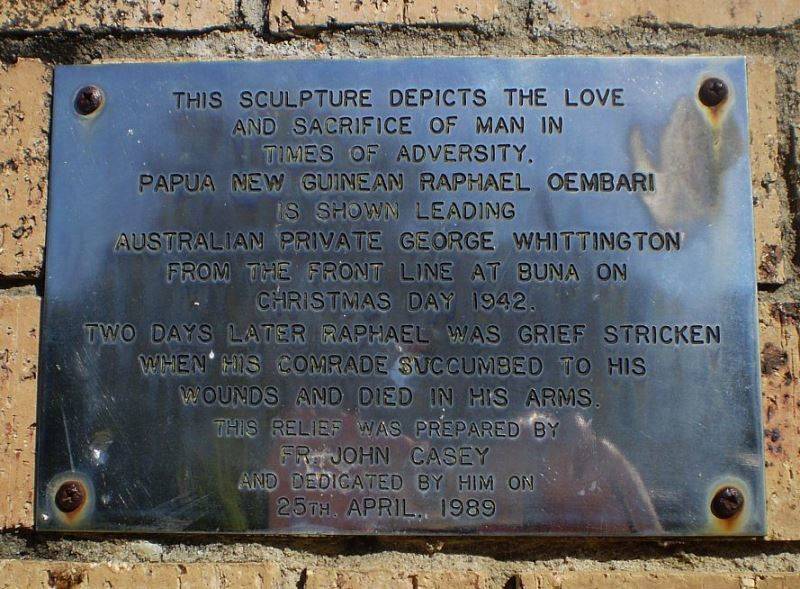 THIS SCULPTURE DEPICTS THE LOVE
AND SACRIFICE OF MAN IN
TIMES OF ADVERSITY.
PAPUA NEW GUINEAN RAPHAEL OEMBARI
IS SHOWN LEADING
AUSTRALIAN PRIVATE GEORGE WHITTINGTON
FROM THE FRONT LINE AT BUNA ON
CHRISTMAS DAY 1942.
TWO DAYS LATER RAPHAEL WAS GRIEF STRICKEN
WHEN HIS COMRADE SUCCUMBED TO HIS
WOUNDS AND DIED IN HIS ARMS.
THIS RELIEF WAS PREPARED BY
FR. JOHN CASEY
AND DEDICATED BY HIM ON
25TH. APRIL, 1989